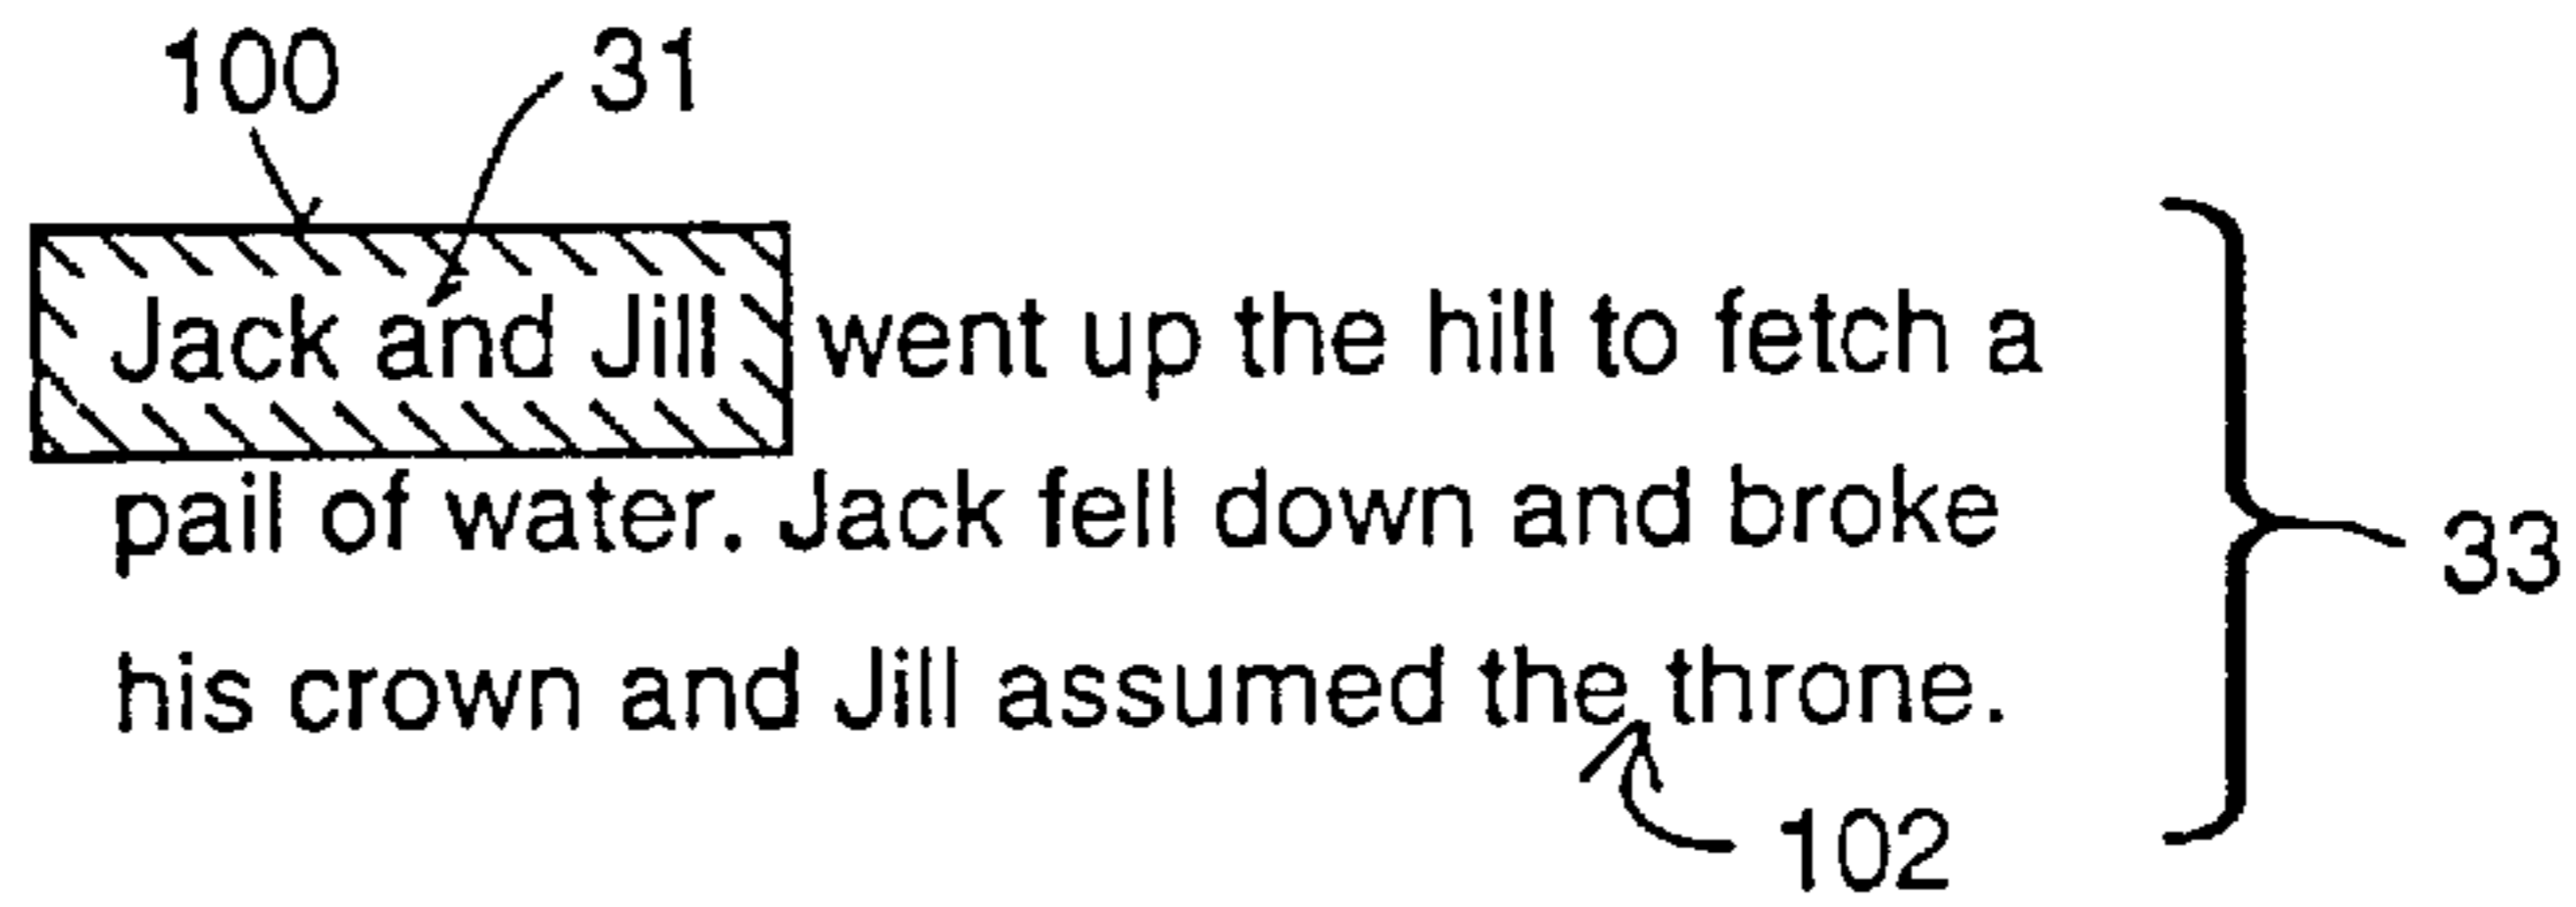 100 31
Jack and Jill went up the hill to fetch a
pail of water. Jack fell down and broke
33
his crown and Jill assumed the throne.
102